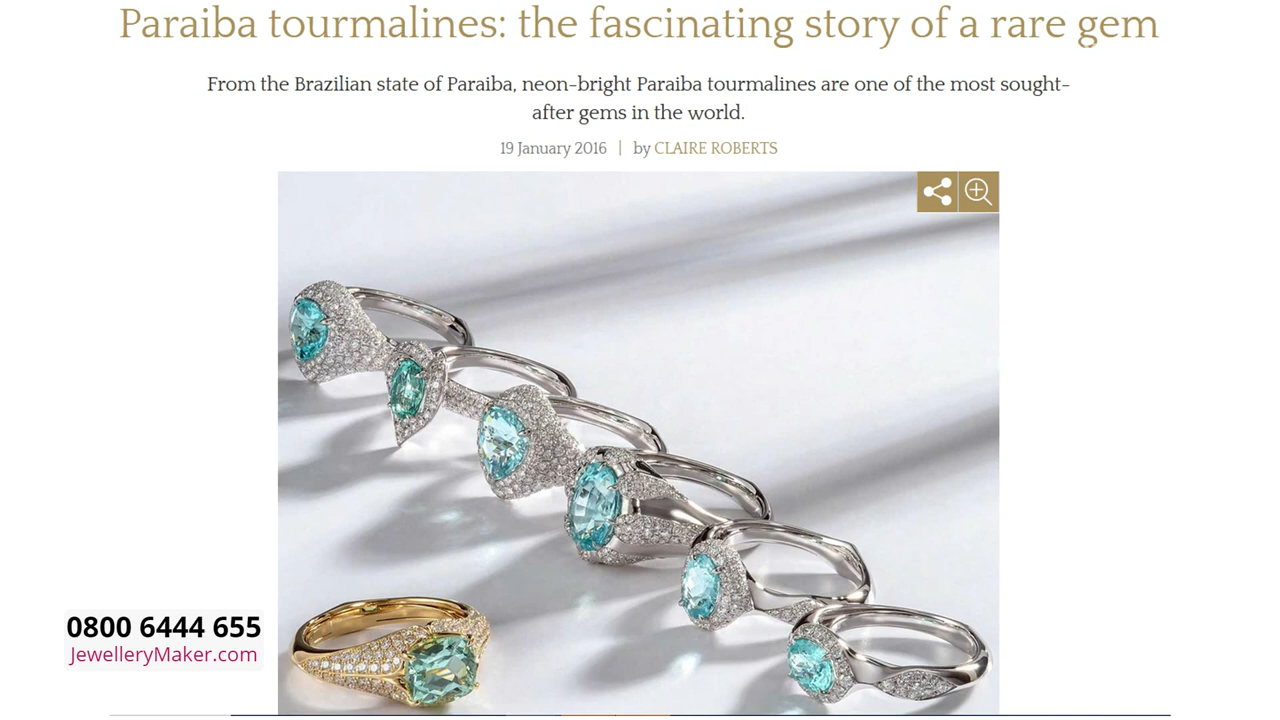 Paraiba tourmalines: the fascinating story of a rare gem
From the Brazilian state of Paraiba, neon-bright Paraiba tourmalines are one of the most sought-
after gems in the world.
19 January 2016 | by CLAIRE ROBERTS
0800 6444 655
JewelleryMaker.com